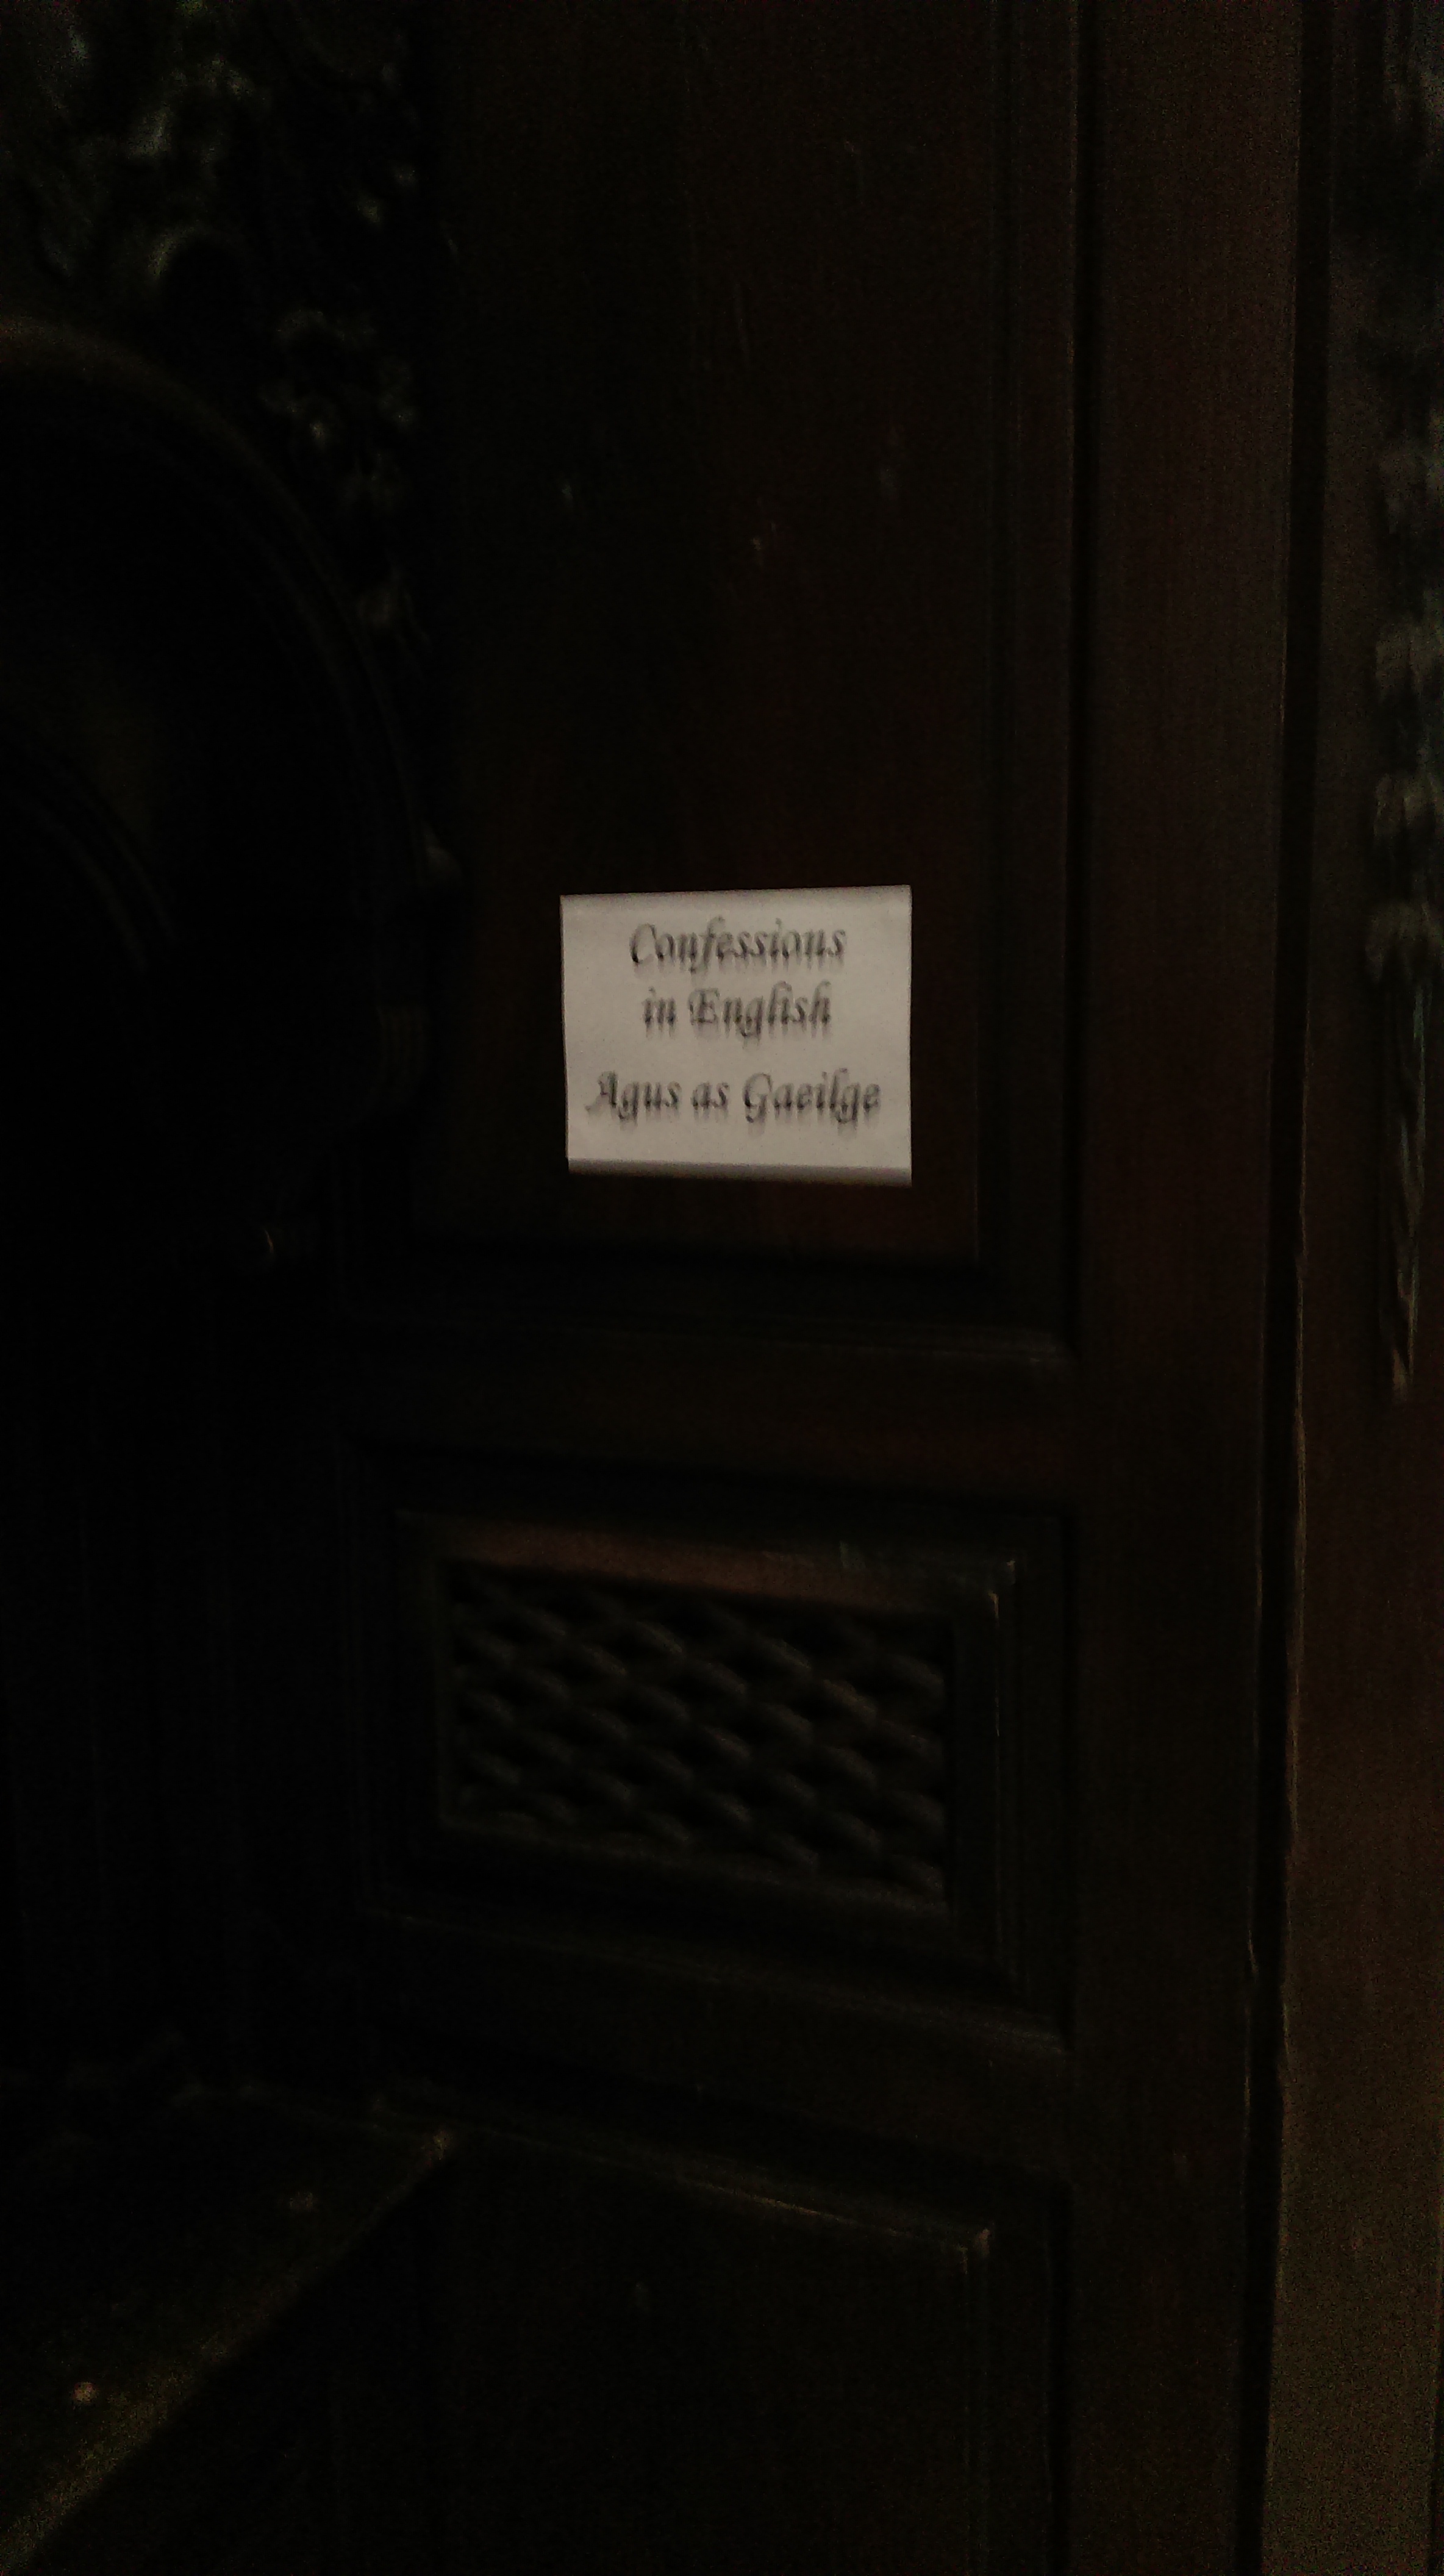 Confessions
in English
Agus as Gaeilge